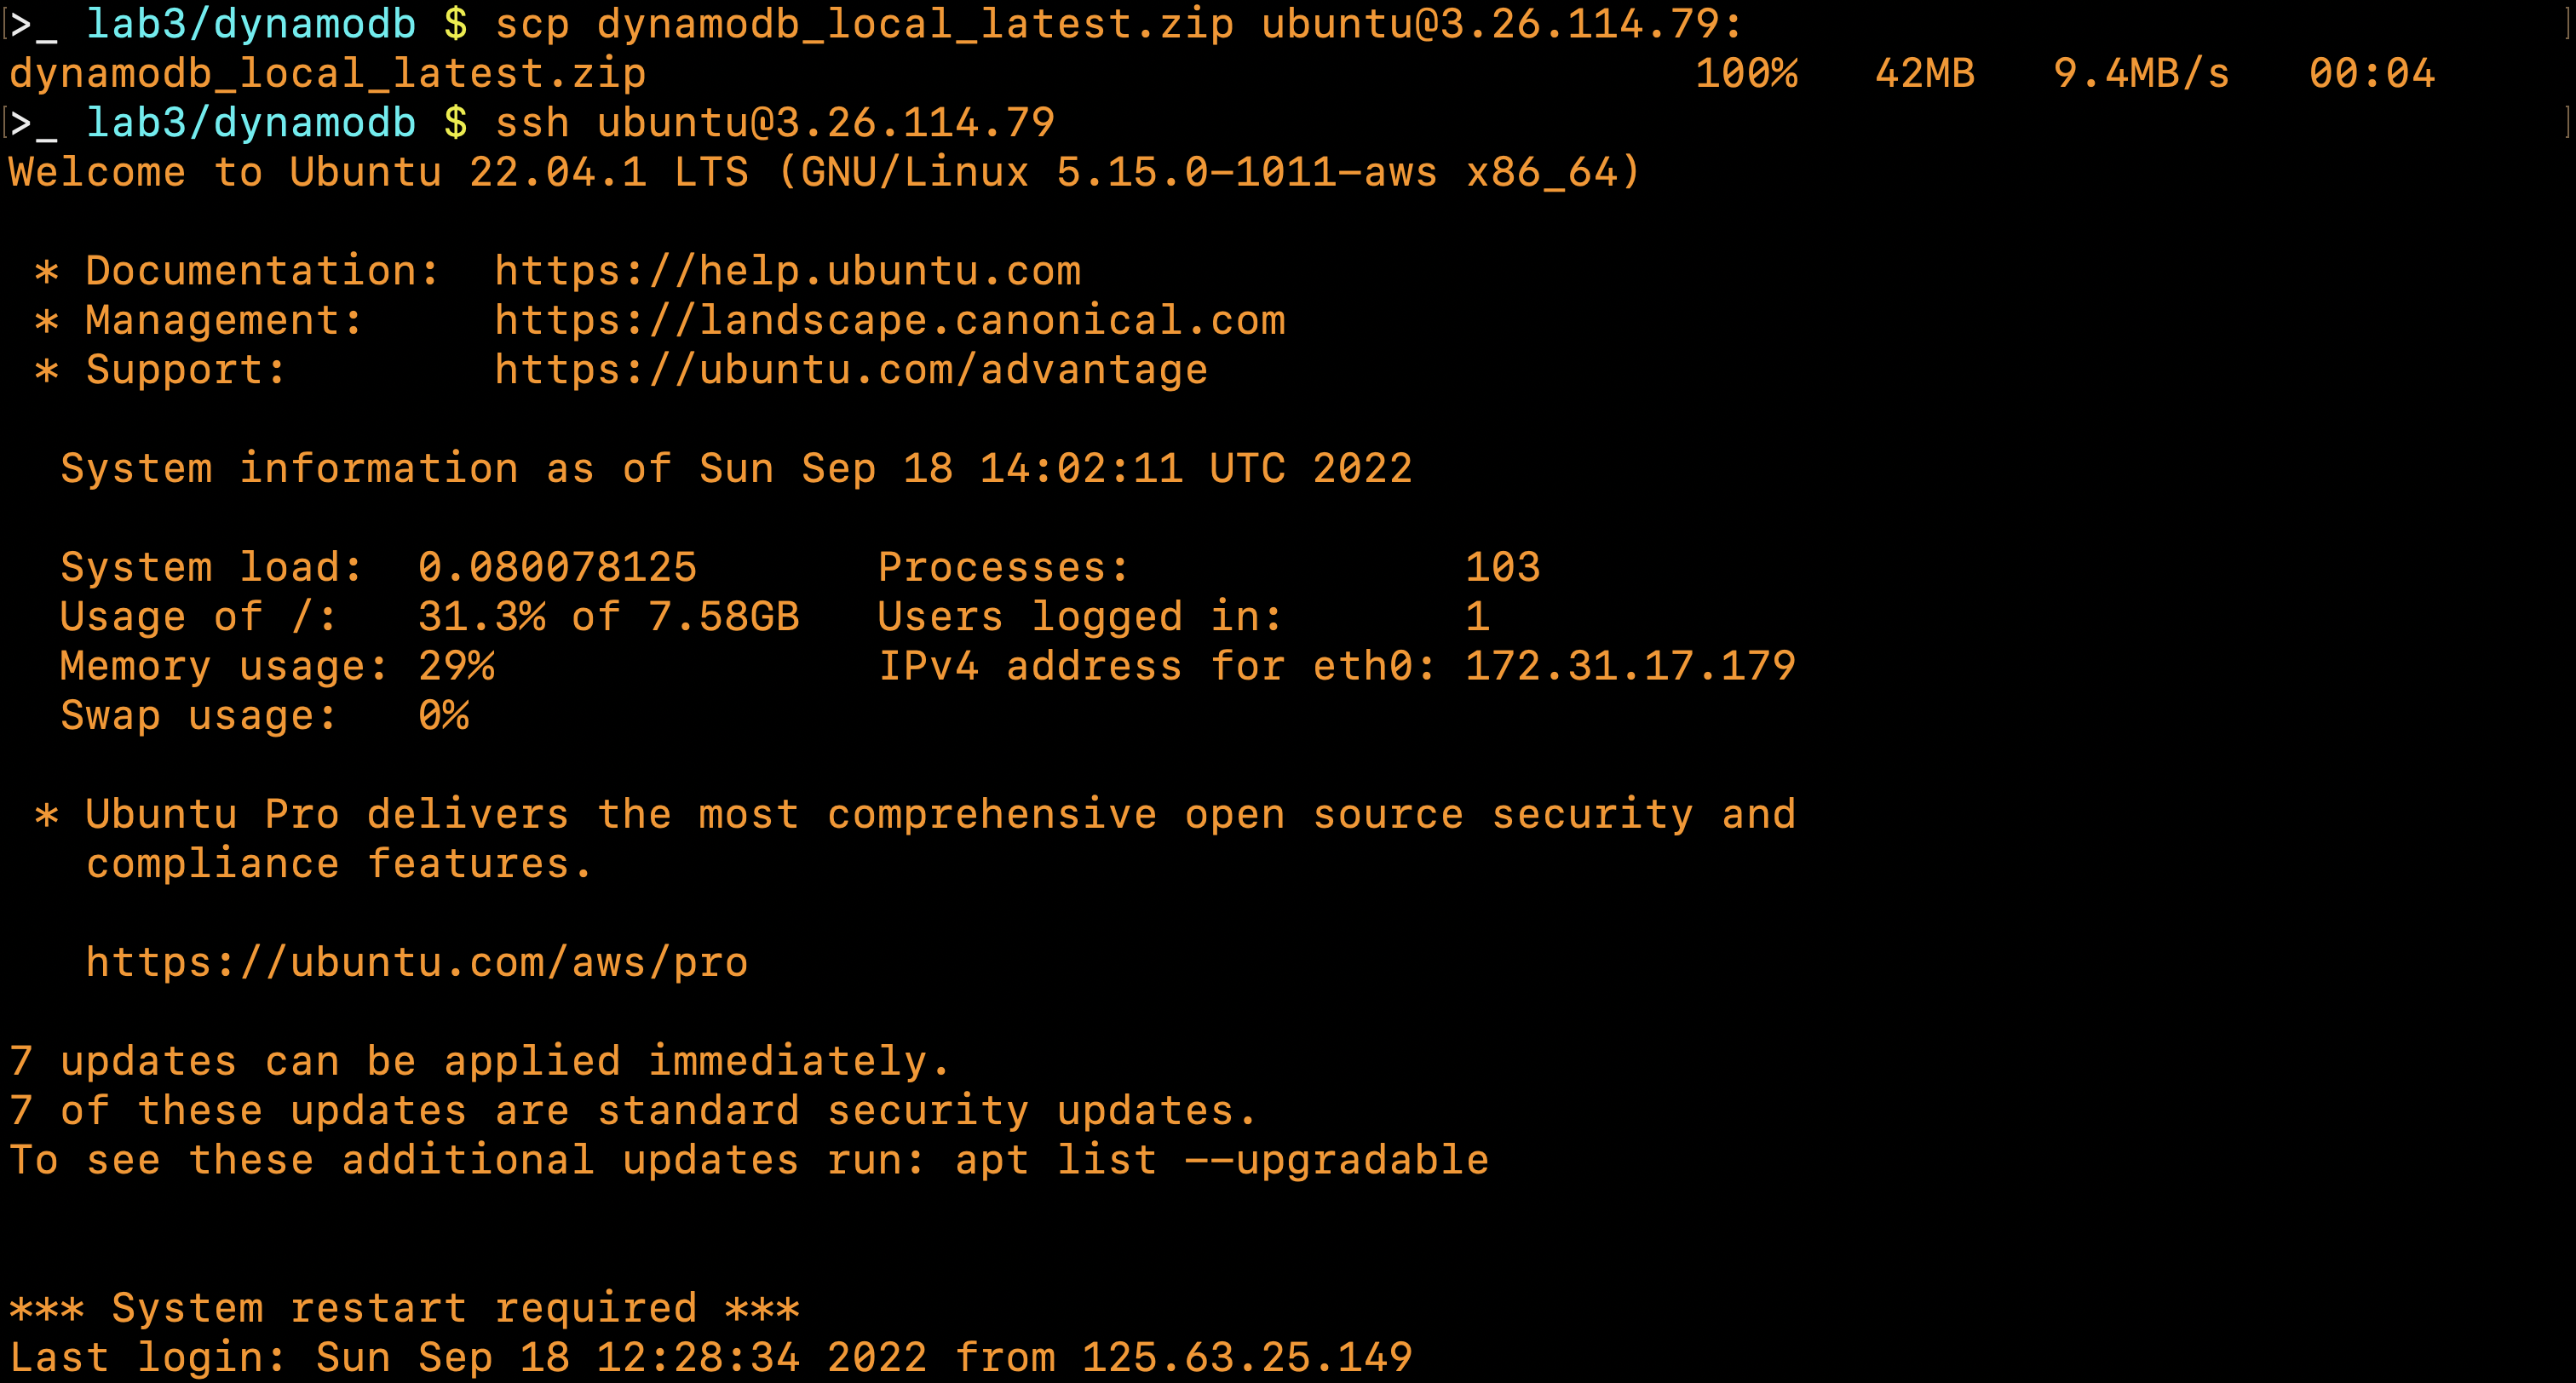 >_ lab3/dynamodb $ scp dynamodb_local_latest.zip ubuntu@3.26.114.79:
dynamodb_local_latest.zip 100% 42MB 9.4MB/s 00:04
>_ lab3/dynamodb $ ssh ubuntu@3.26.114.79
Welcome to Ubuntu 22.04.1 LTS (GNU/Linux 5.15.0-1011-aws x86_64)
* Documentation: https://help.ubuntu.com
* Management: https://landscape.canonical.com
* Support: https://ubuntu.com/advantage
System information as of Sun Sep 18 14:02:11 UTC 2022
System load: 0.080078125 Processes: 103
Usage of /: 31.3% of 7.58GB Users logged in: 1
Memory usage: 29% IPv4 address for eth0: 172.31.17.179
Swap usage: 0%
* Ubuntu Pro delivers the most comprehensive open source security and
compliance features.
https://ubuntu.com/aws/pro
7 updates can be applied immediately.
7 of these updates are standard security updates.
To see these additional updates run: apt list --upgradable
*** System restart required ***
Last login: Sun Sep 18 12:28:34 2022 from 125.63.25.149